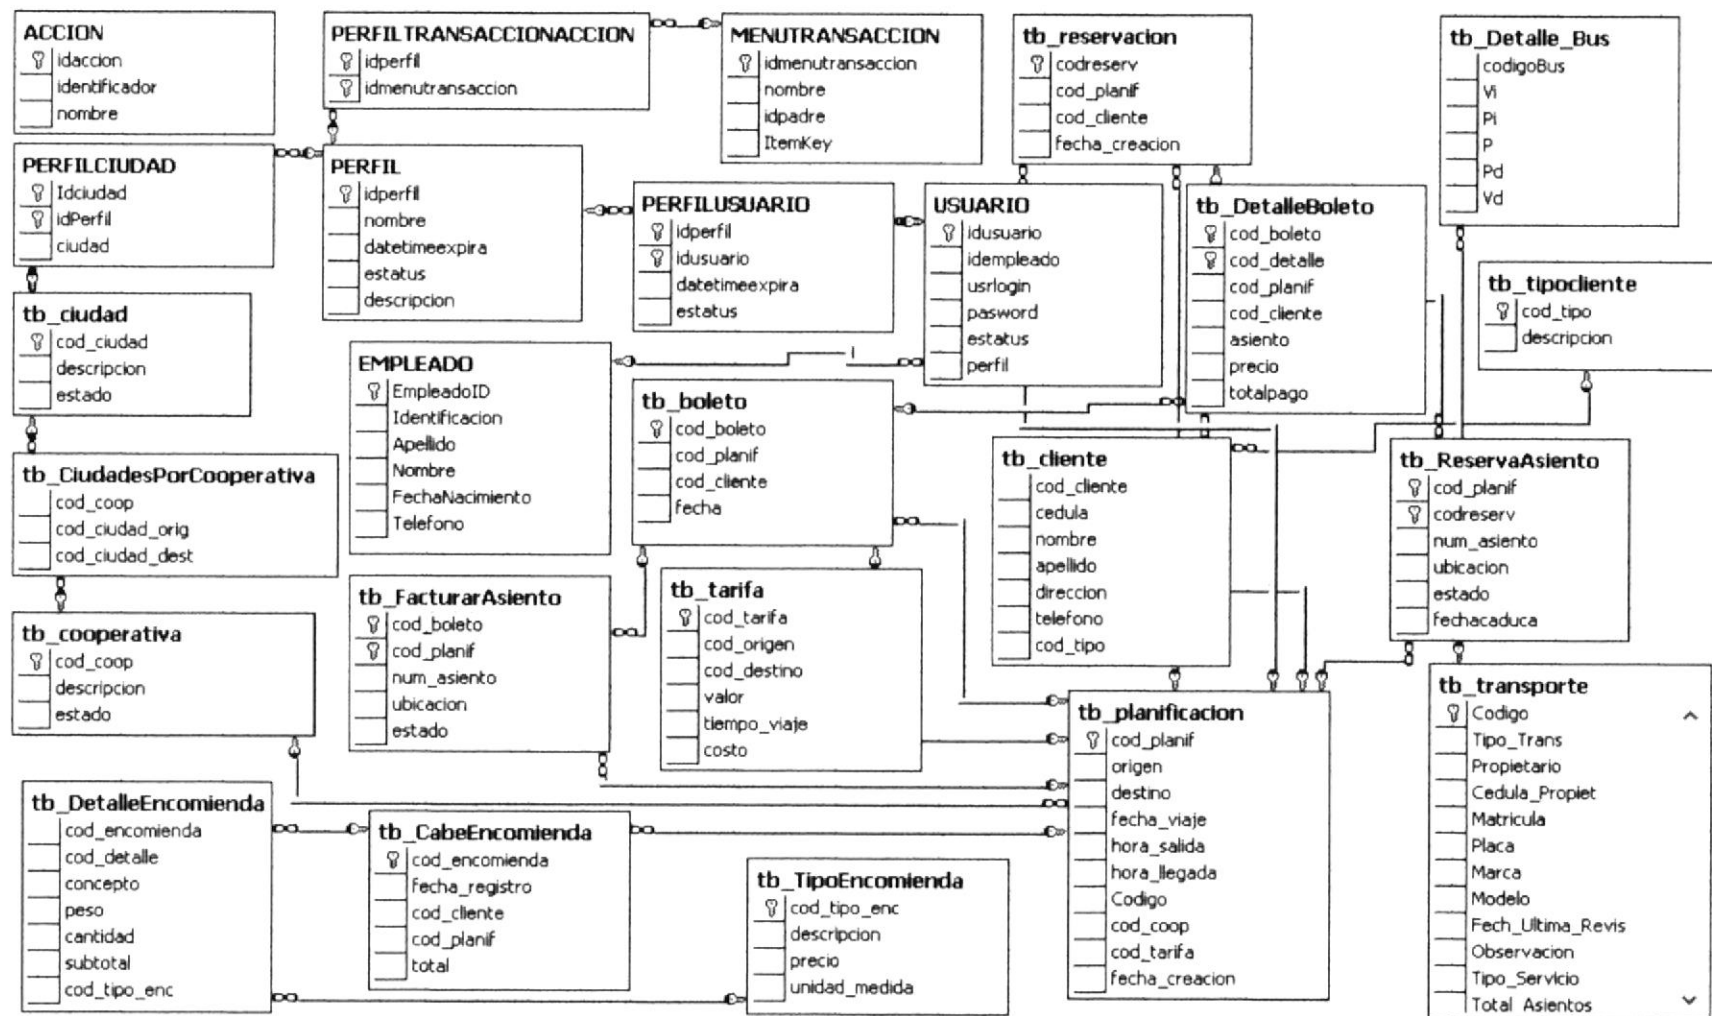 ACCION
idaccion
identificador
nombre
PERFILTRANSACCIONACCION
idperfil
idmenutransaccion
MENUTRANSACCION
idmenutransaccion
nombre
idpadre
ItemKey
tb_reservacion
codreserv
cod_planif
cod_cliente
fecha_creacion
tb_Detalle_Bus
codigoBus
Vi
Pi
P
Pd
Vd
PERFILCIUDAD
Idciudad
idPerfil
ciudad
PERFIL
idperfil
nombre
datetimeexpira
estatus
descripcion
PERFILUSUARIO
idperfil
idusuario
datetimeexpira
estatus
USUARIO
idusuario
idempleado
usrlogin
pasword
estatus
perfil
tb_DetalleBoleto
cod_boleto
cod_detalle
cod_planif
cod_cliente
asiento
precio
totalpago
tb_tipocliente
cod_tipo
descripcion
tb_ciudad
cod_ciudad
descripcion
estado
EMPLEADO
EmpleadoID
Identificacion
Apellido
Nombre
FechaNacimiento
Telefono
tb_boleto
cod_boleto
cod_planif
cod_cliente
fecha
tb_cliente
cod_cliente
cedula
nombre
apellido
direccion
telefono
cod_tipo
tb_ReservaAsiento
cod_planif
codreserv
num_asiento
ubicacion
estado
fechacaduca
tb_CiudadesPorCooperativa
cod_coop
cod_ciudad_orig
cod_ciudad_dest
tb_cooperativa
cod_coop
descripcion
estado
tb_FacturarAsiento
cod_boleto
cod_planif
num_asiento
ubicacion
estado
tb_tarifa
cod_tarifa
cod_origen
cod_destino
valor
tiempo_viaje
costo
tb_planificacion
cod_planif
origen
destino
fecha_viaje
hora_salida
hora_llegada
Codigo
cod_coop
cod_tarifa
fecha_creacion
tb_transporte
Codigo
Tipo_Trans
Propietario
Cedula_Propiet
Matricula
Placa
Marca
Modelo
Fech_Ultima_Revis
Observacion
Tipo_Servicio
Total_Asientos
tb_DetalleEncomienda
cod_encomienda
cod_detalle
concepto
peso
cantidad
subtotal
cod_tipo_enc
tb_CabeEncomienda
cod_encomienda
fecha_registro
cod_cliente
cod_planif
total
tb_TipoEncomienda
cod_tipo_enc
descripcion
precio
unidad_medida